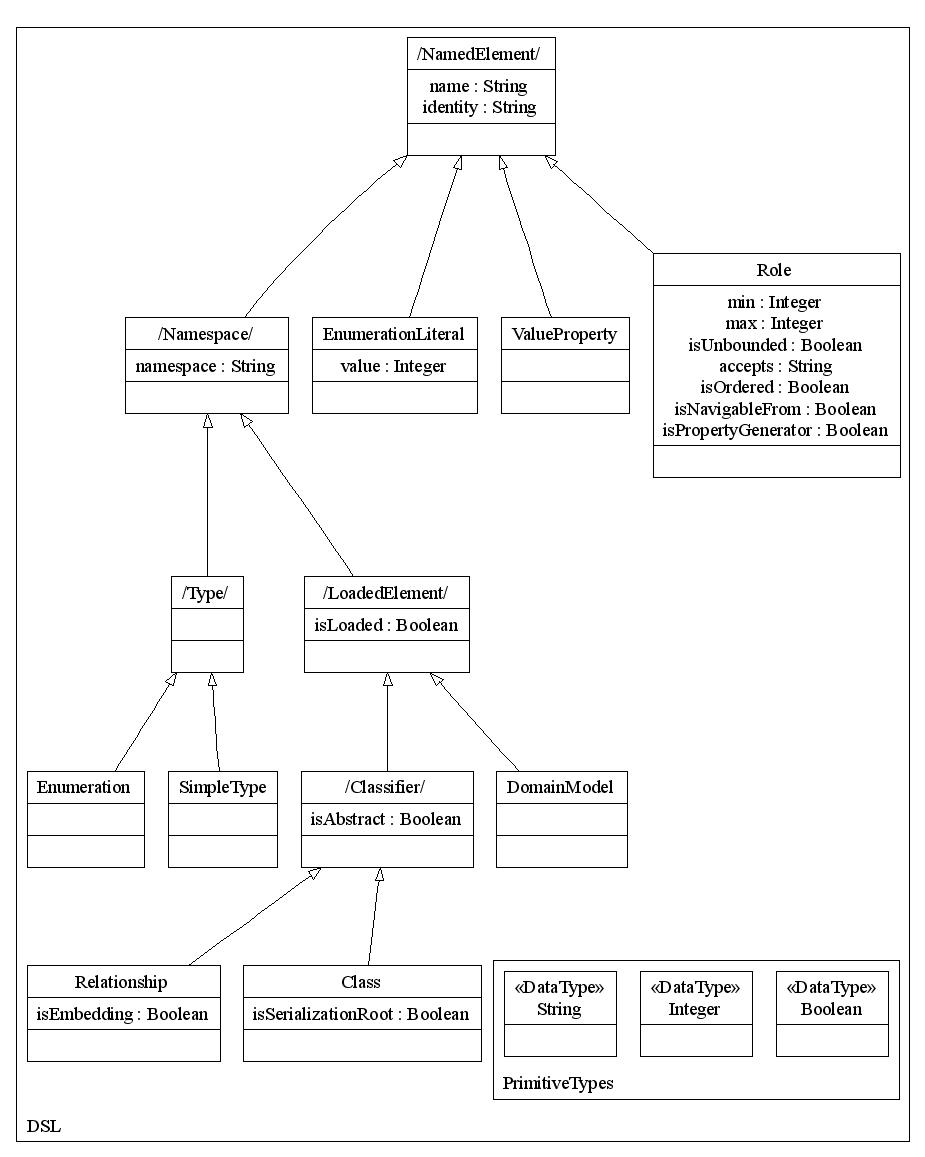 /NamedElement/
name : String
identity : String
Role
min : Integer
max : Integer
isUnbounded : Boolean
accepts : String
isOrdered : Boolean
isNavigableFrom : Boolean
isPropertyGenerator : Boolean
/Namespace/
namespace : String
EnumerationLiteral
value : Integer
ValueProperty
/Type/
/LoadedElement/
isLoaded : Boolean
Enumeration
SimpleType
/Classifier/
isAbstract : Boolean
DomainModel
Relationship
isEmbedding : Boolean
Class
isSerializationRoot : Boolean
«DataType»
String
«DataType»
Integer
«DataType»
Boolean
PrimitiveTypes
DSL